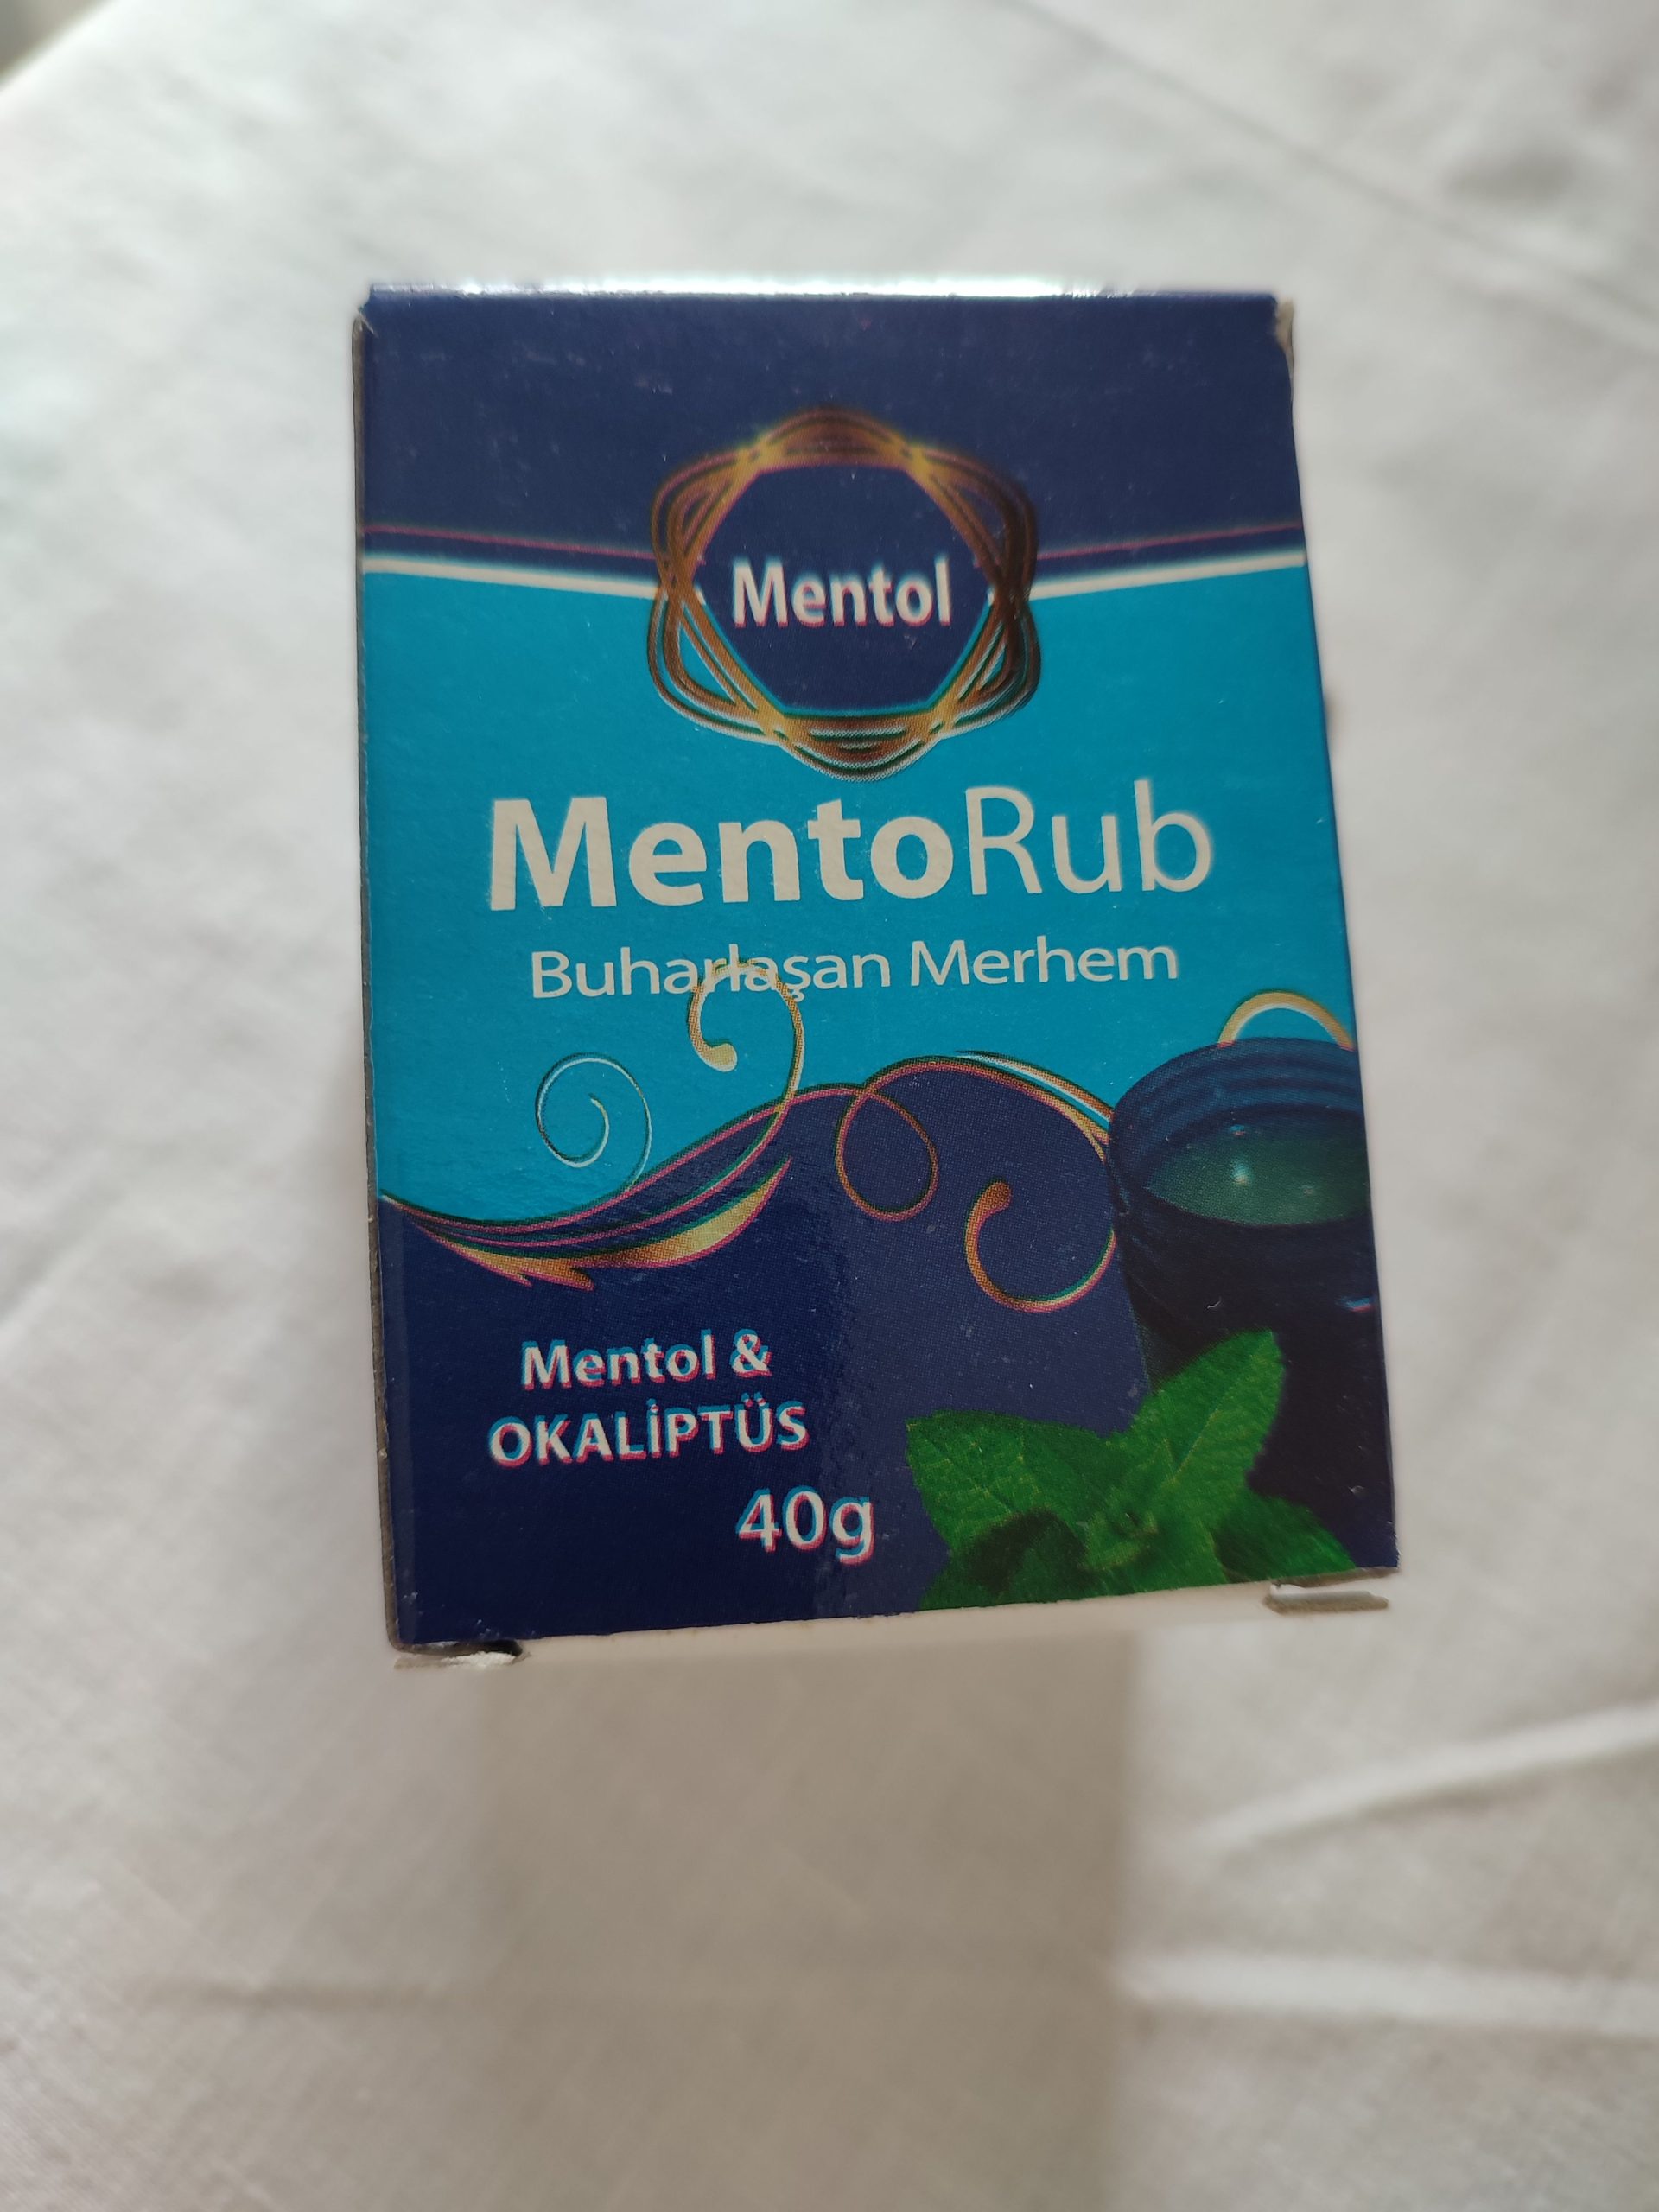 Mentol
MentoRub
Buharlaşan Merhem
Mentol &
OKALİPTÜS
40g